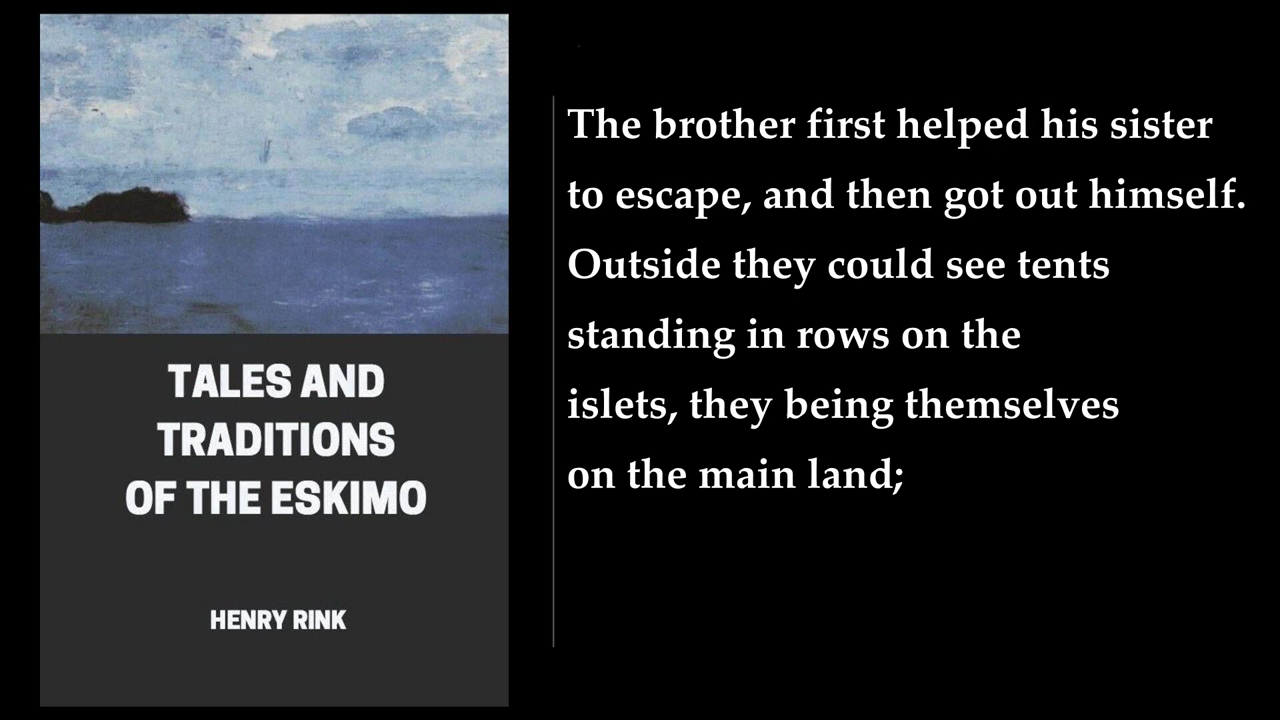 TALES AND
TRADITIONS
OF THE ESKIMO
HENRY RINK
The brother first helped his sister
to escape, and then got out himself.
Outside they could see tents
standing in rows on the
islets, they being themselves
on the main land;